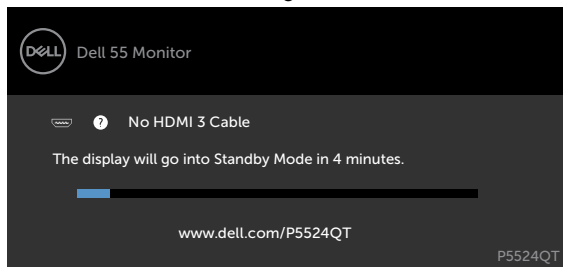 DELL
Dell 55 Monitor
? No HDMI 3 Cable
The display will go into Standby Mode in 4 minutes.
www.dell.com/P5524QT
P5524QT